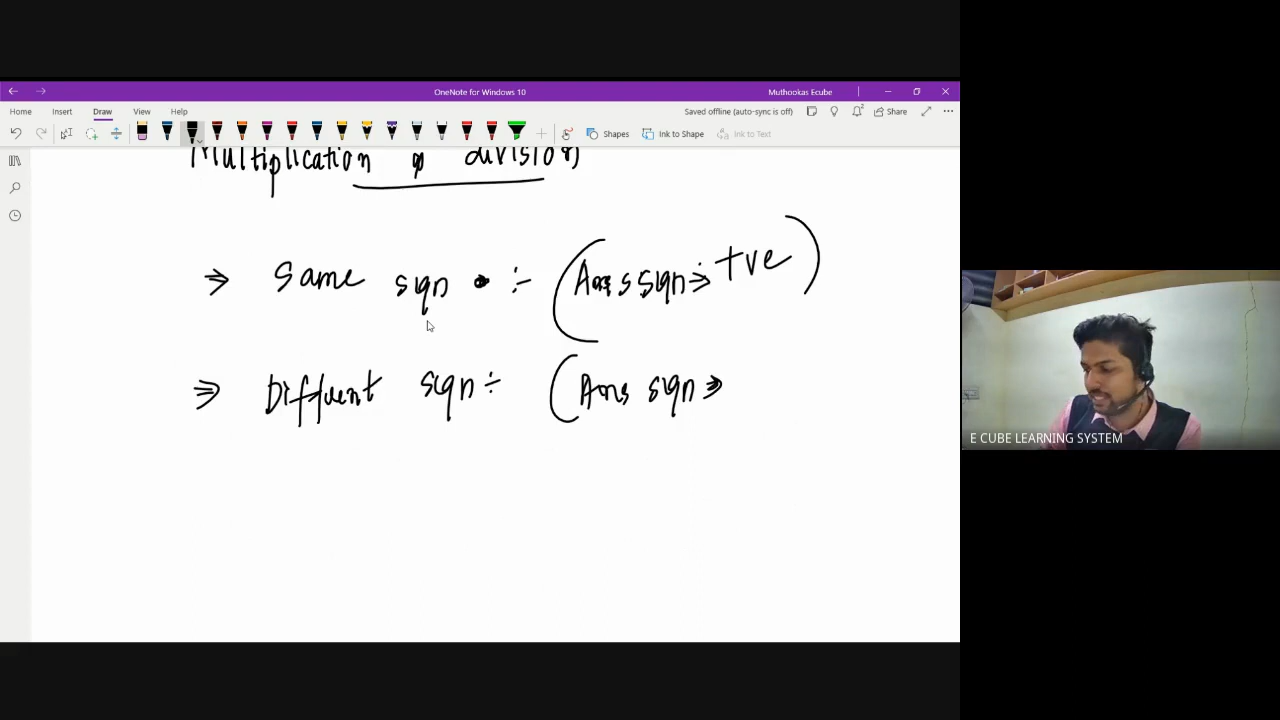 OneNote for Windows 10
Muthookas Ecube
Home Insert Draw View Help
Saved offline (auto-sync is off)
Share
Shapes
Ink to Shape
Ink to Text
Multiplication & division
⇒ Same sign :- (Ans sign ⇒ +ve)
⇒ Diffuent sign :- (Ans sign ⇒
E CUBE LEARNING SYSTEM